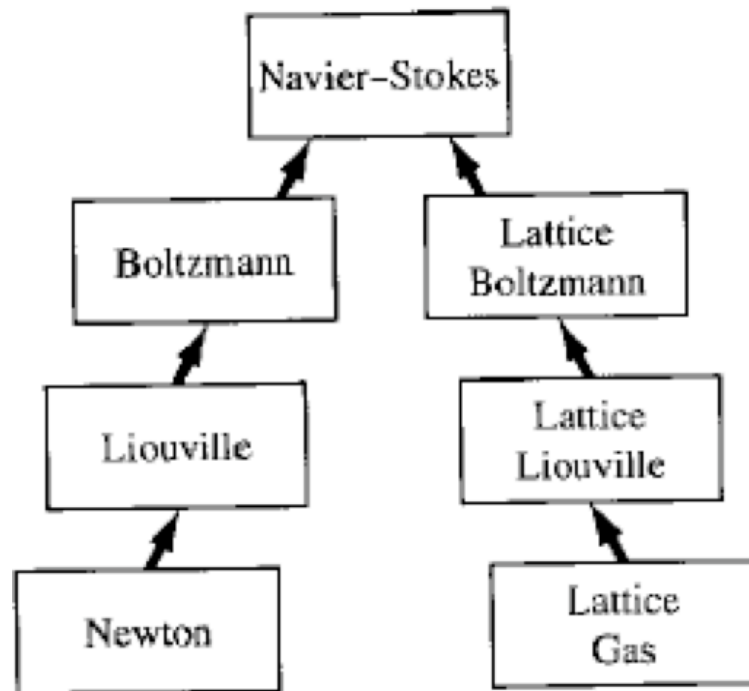 Navier–Stokes
Boltzmann
Lattice
Boltzmann
Liouville
Lattice
Liouville
Newton
Lattice
Gas